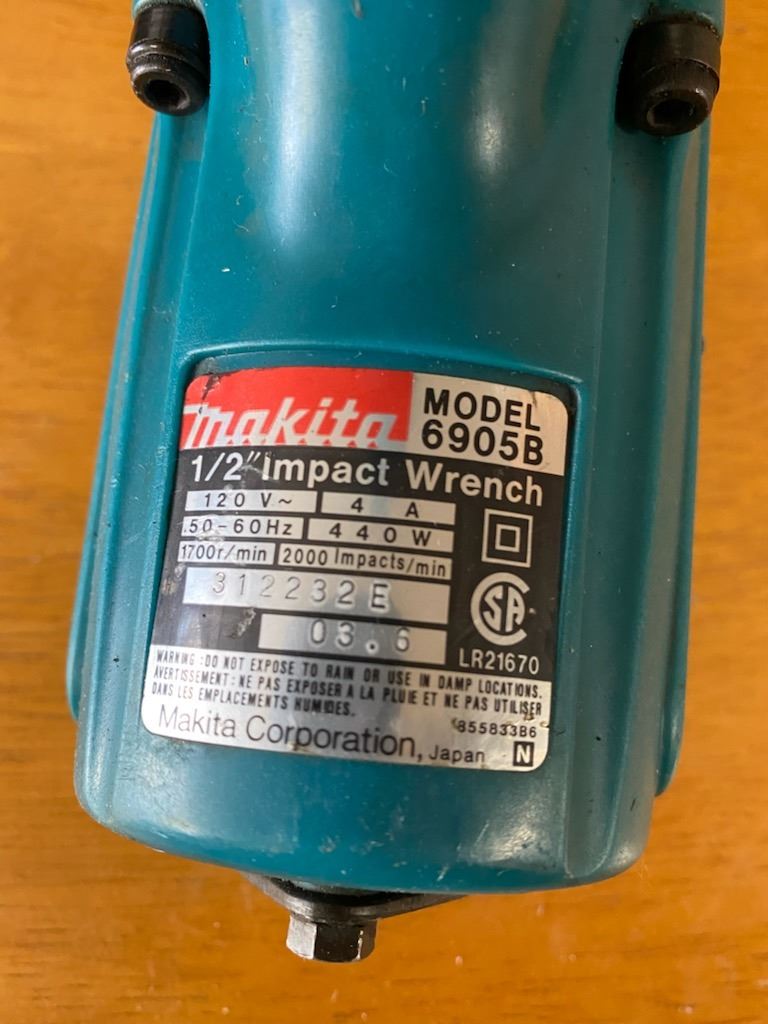 makita MODEL
6905B
1/2" Impact Wrench
120 V~ 4 A
50-60Hz 440W
1700r/min 2000 Impacts/min
312232E
03.6
LR21670
WARNING:DO NOT EXPOSE TO RAIN OR USE IN DAMP LOCATIONS.
AVERTISSEMENT:NE PAS EXPOSER A LA PLUIE ET NE PAS UTILISER
DANS LES EMPLACEMENTS HUMIDES.
855833B6
Makita Corporation, Japan N